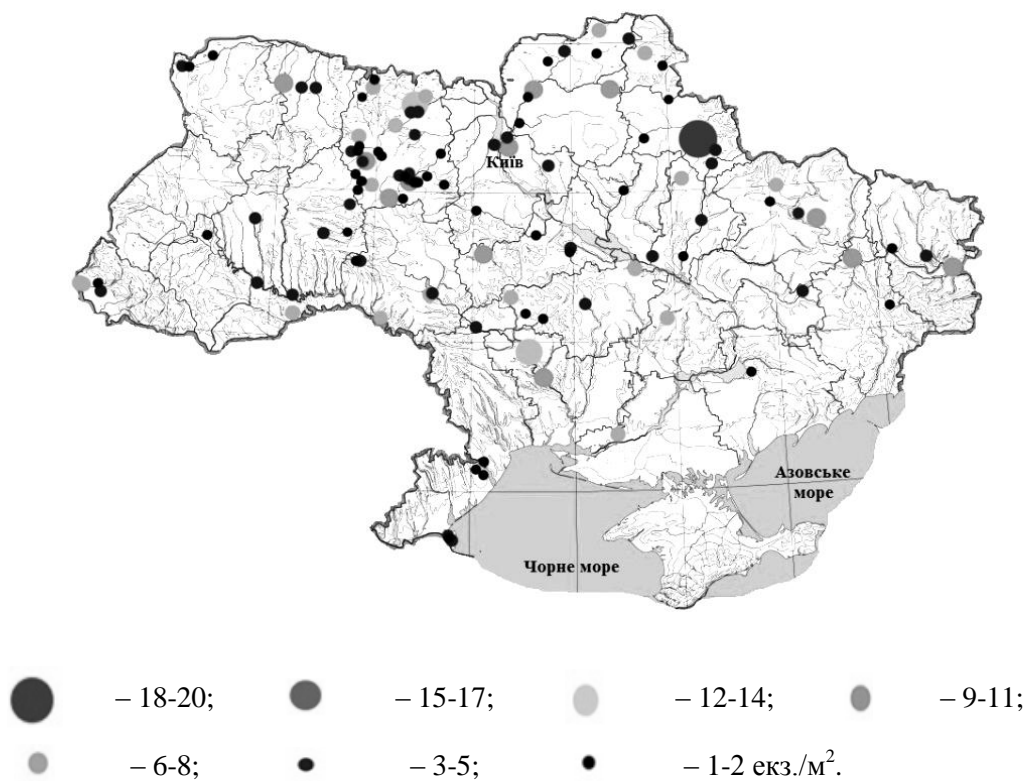 Київ
Азовське
море
Чорне море
– 18-20; – 15-17; – 12-14; – 9-11;
– 6-8; – 3-5; – 1-2 екз./м².